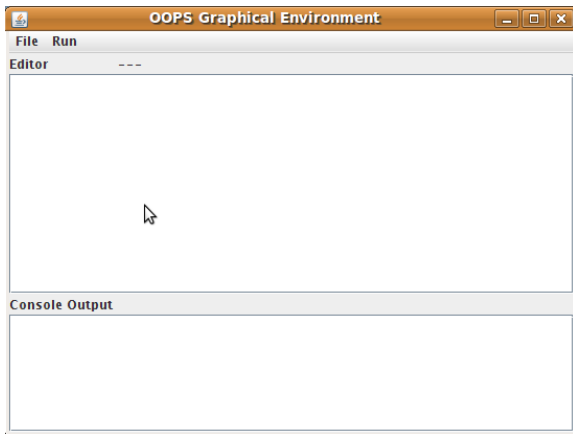 OOPS Graphical Environment
File Run
Editor ---
Console Output